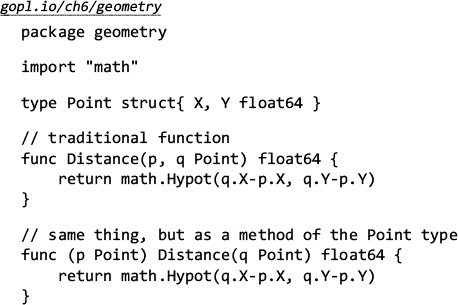 gopl.io/ch6/geometry
package geometry
import "math"
type Point struct{ X, Y float64 }
// traditional function
func Distance(p, q Point) float64 {
return math.Hypot(q.X-p.X, q.Y-p.Y)
}
// same thing, but as a method of the Point type
func (p Point) Distance(q Point) float64 {
return math.Hypot(q.X-p.X, q.Y-p.Y)
}